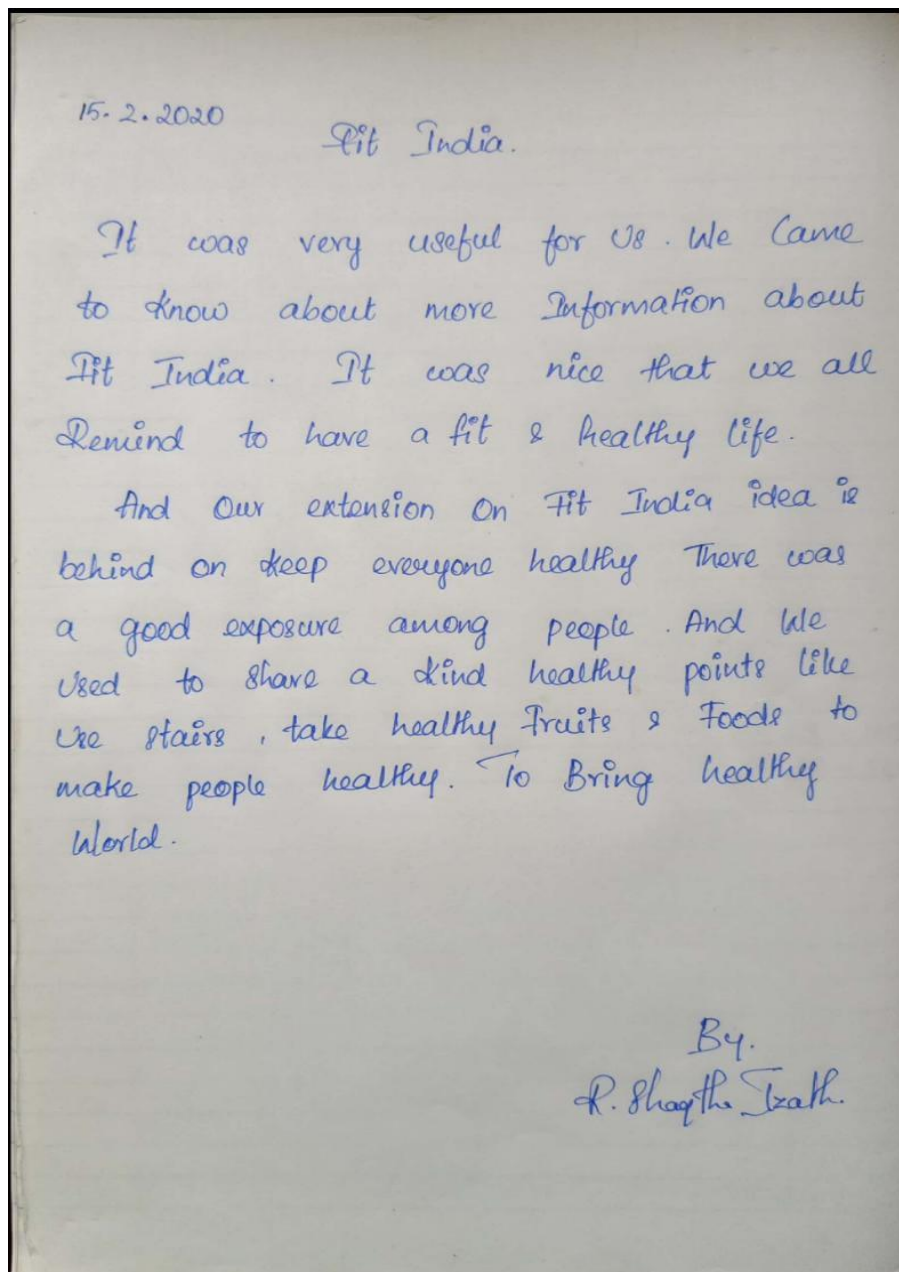 15.2.2020
Fit India.
It was very useful for Us. We Came
to know about more Information about
Fit India. It was nice that we all
Remind to have a fit & healthy life.
And Our extension On Fit India idea is
behind on keep everyone healthy There was
a good exposure among people. And We
Used to share a kind healthy points like
Use stairs, take healthy Fruits & Foods to
make people healthy. To Bring healthy
World.
By.
R.